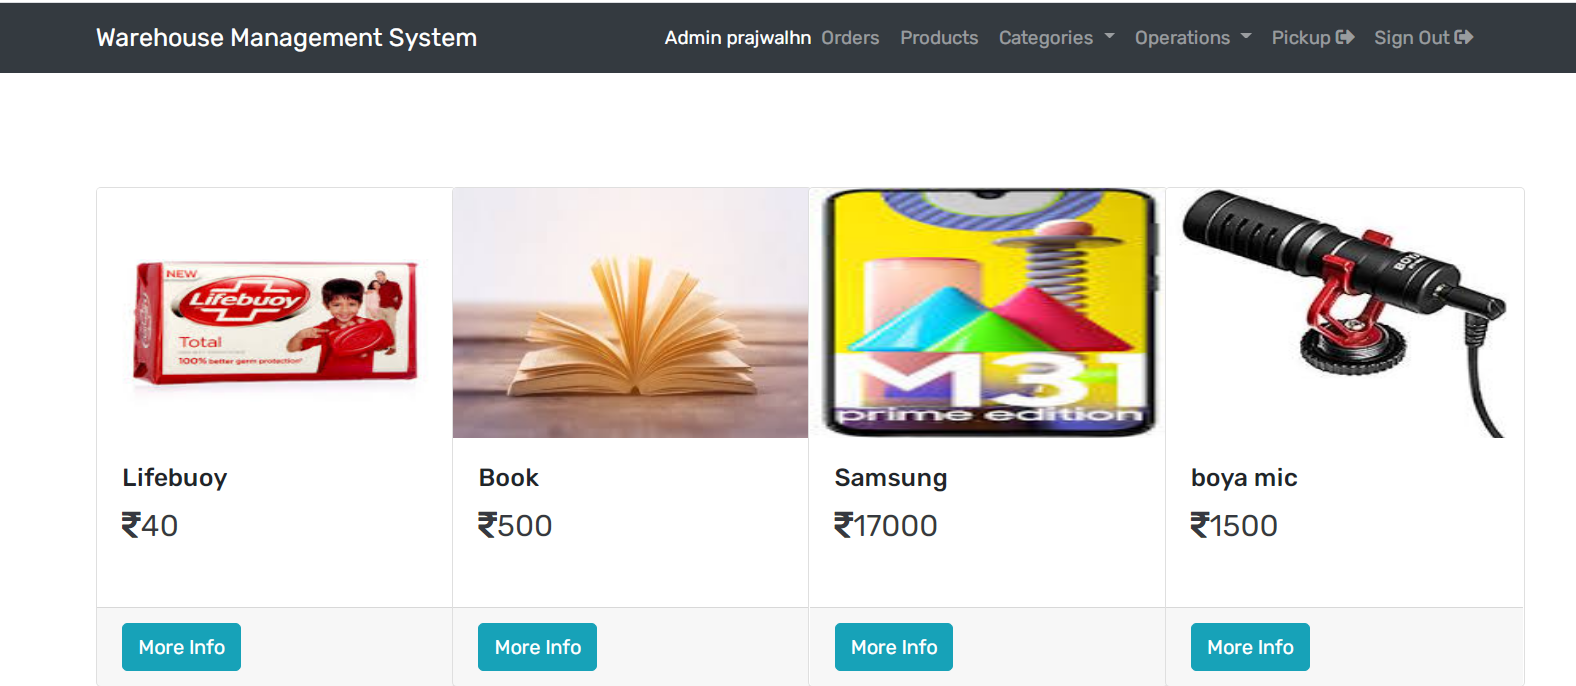 Warehouse Management System
Admin prajwalhn Orders Products Categories Operations Pickup Sign Out
NEW
Lifebuoy
Total
100% better germ protection*
M31
prime edition
BOYA
Lifebuoy
₹40
Book
₹500
Samsung
₹17000
boya mic
₹1500
More Info
More Info
More Info
More Info